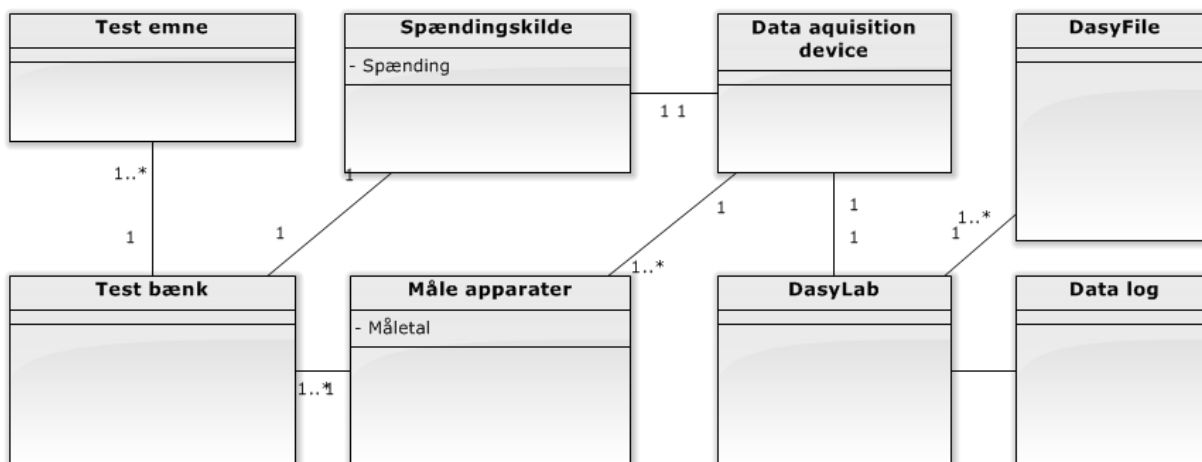 Test emne
Spændingskilde
Data aquisition
device
DasyFile
- Spænding
1 1
1..*
1
1
1
1..*
1
1
1
1
1..*
1
Test bænk
Måle apparater
DasyLab
Data log
- Måletal
1..*
1